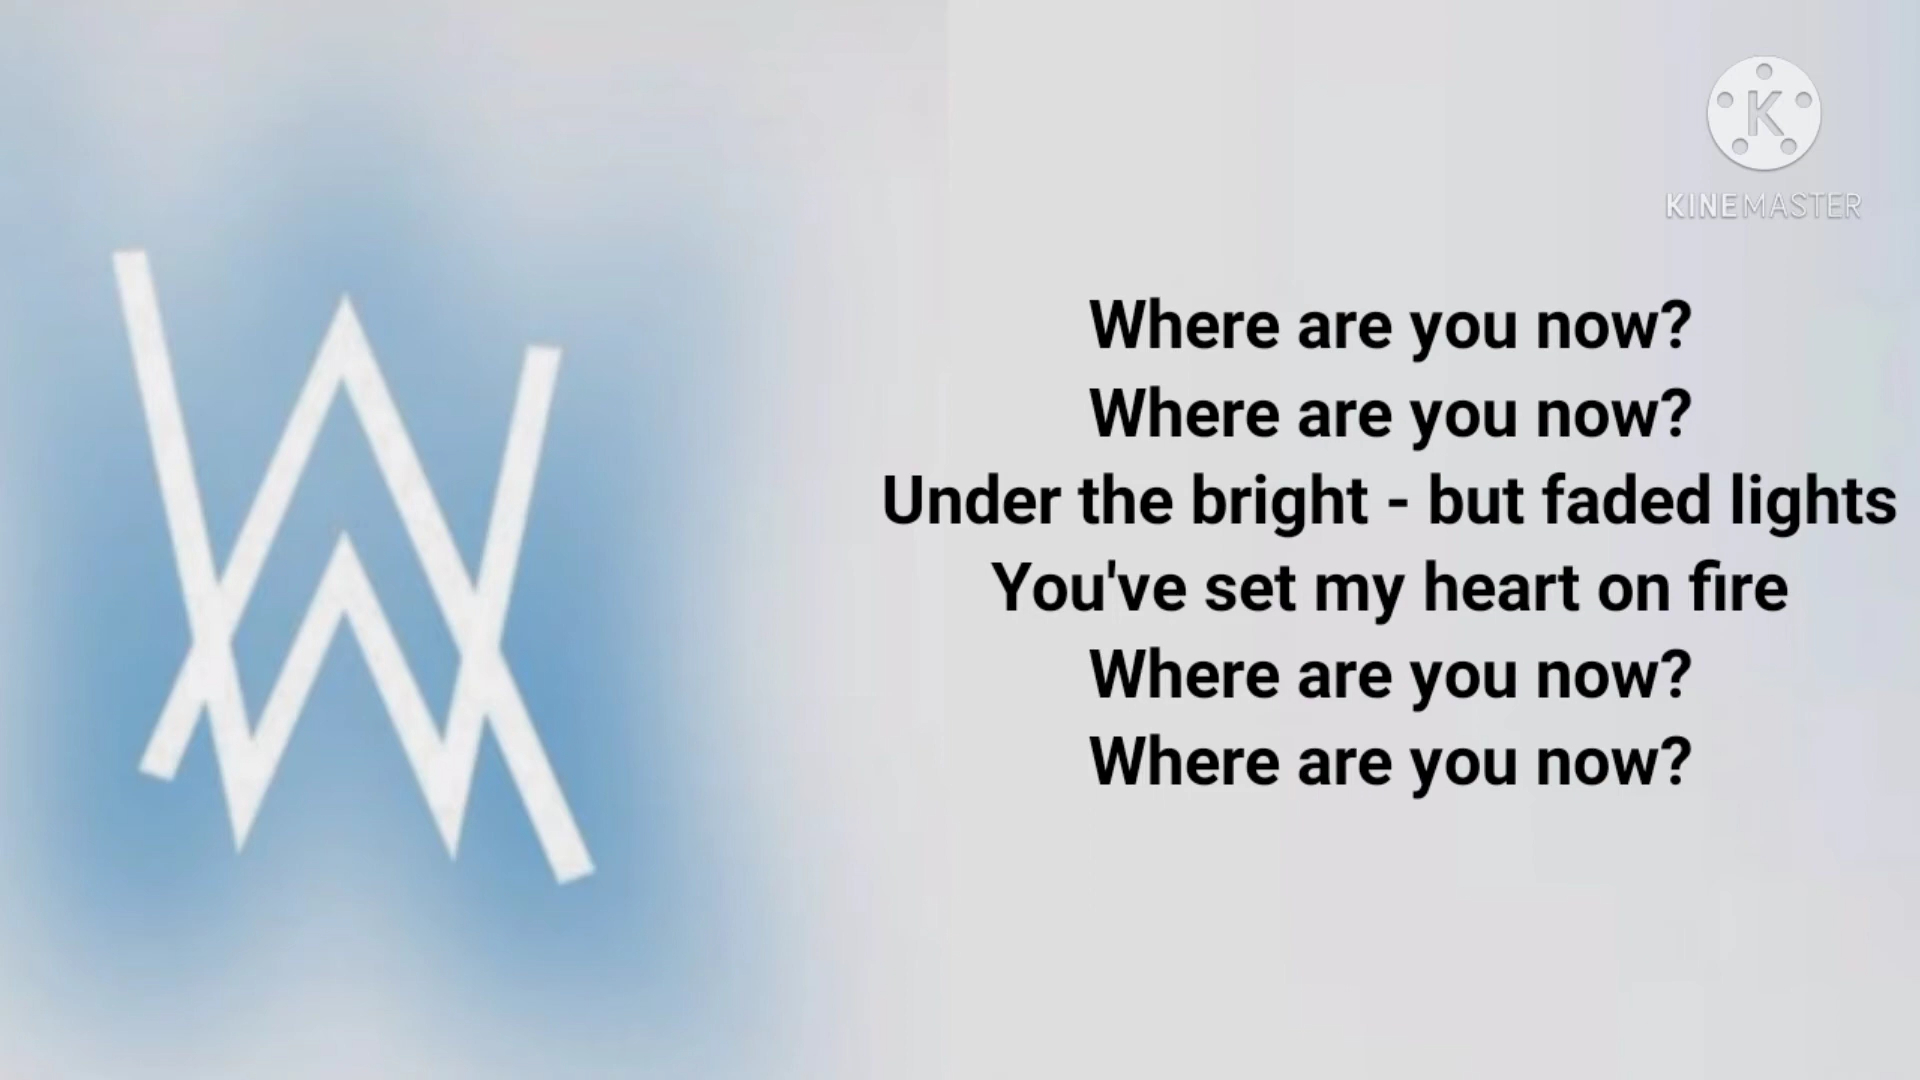 K
KINEMASTER
Where are you now?
Where are you now?
Under the bright - but faded lights
You've set my heart on fire
Where are you now?
Where are you now?